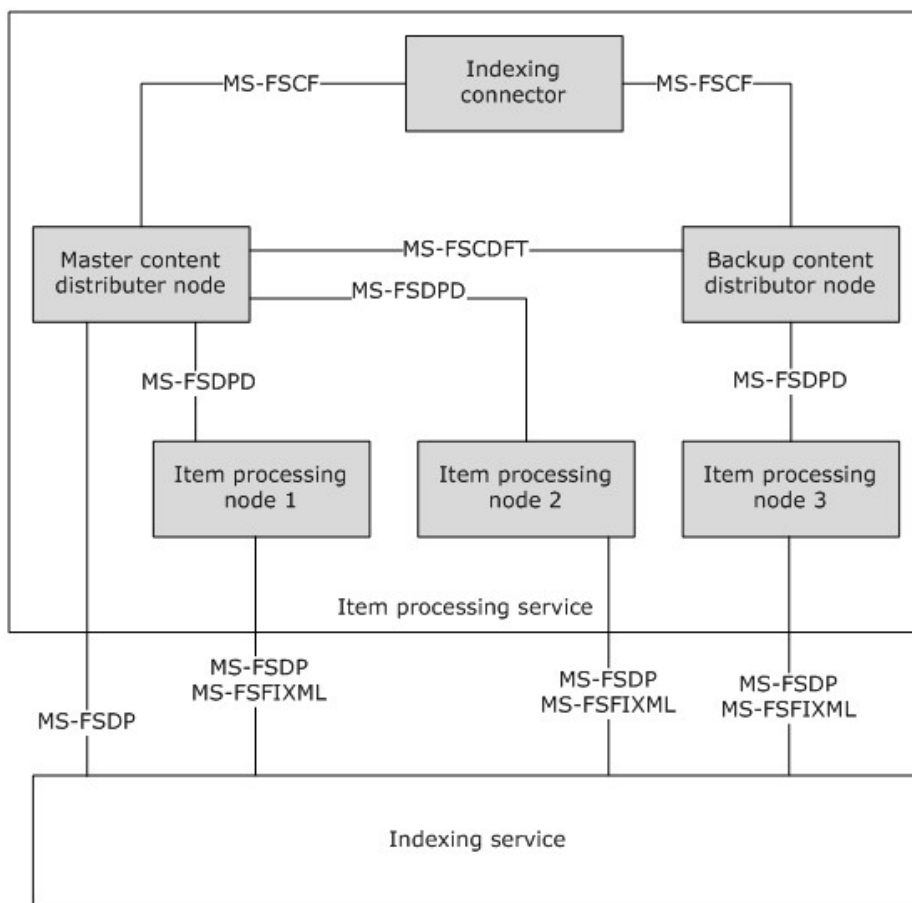 Indexing
connector
MS-FSCF
MS-FSCF
Master content
distributer node
MS-FSCDFT
Backup content
distributor node
MS-FSDPD
MS-FSDPD
MS-FSDPD
Item processing
node 1
Item processing
node 2
Item processing
node 3
Item processing service
MS-FSDP
MS-FSFIXML
MS-FSDP
MS-FSFIXML
MS-FSDP
MS-FSFIXML
MS-FSDP
Indexing service